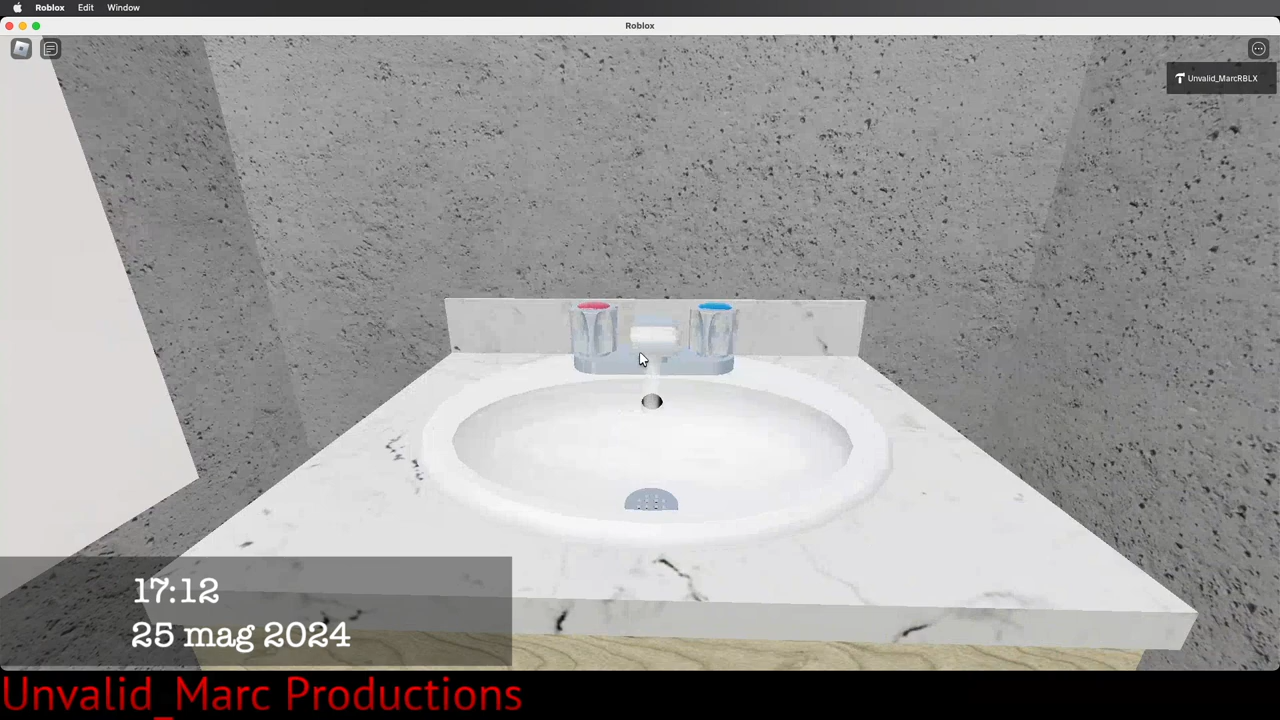 Roblox Edit Window
Roblox
Unvalid_MarcRBLX
17:12
25 mag 2024
Unvalid_Marc Productions